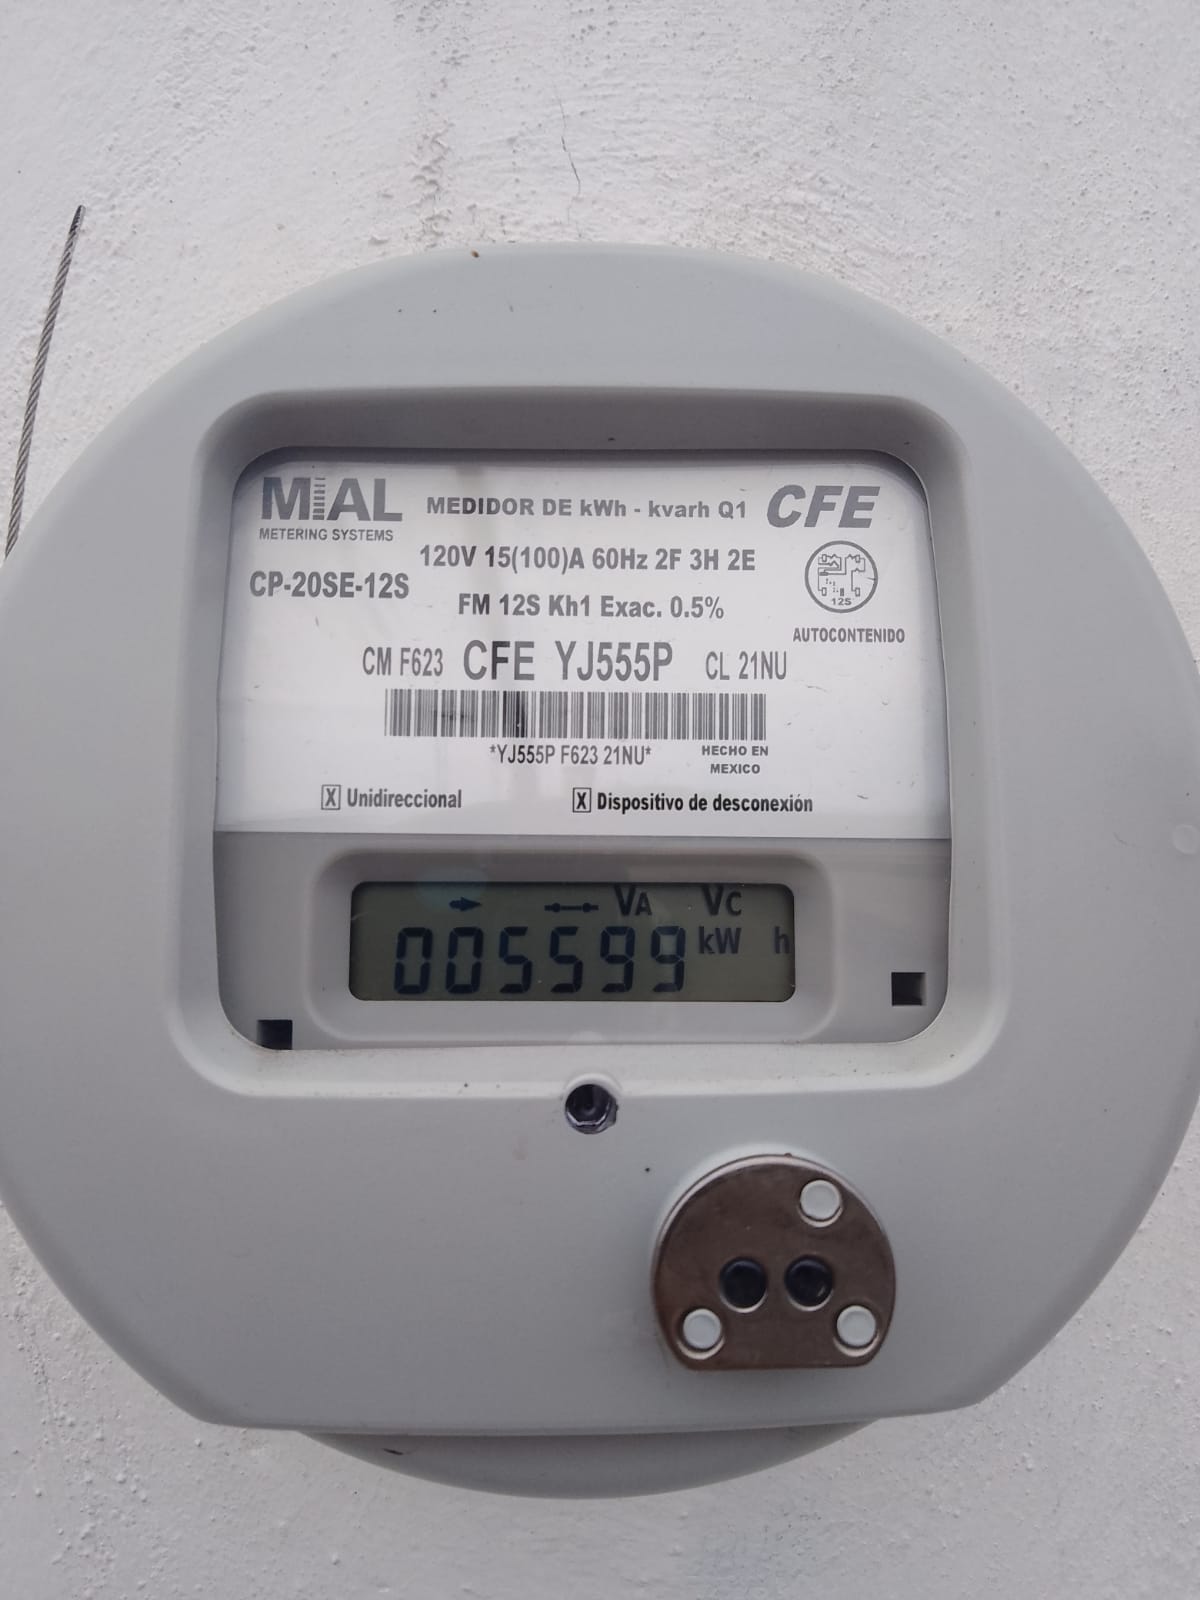 MIAL
METERING SYSTEMS
MEDIDOR DE kWh - kvarh Q1
CFE
120V 15(100)A 60Hz 2F 3H 2E
CP-20SE-12S
FM 12S Kh1 Exac. 0.5%
12S
AUTOCONTENIDO
CM F623 CFE YJ555P CL 21NU
*YJ555P F623 21NU*
HECHO EN
MEXICO
X Unidireccional
X Dispositivo de desconexión
VA VC
005599 kW h